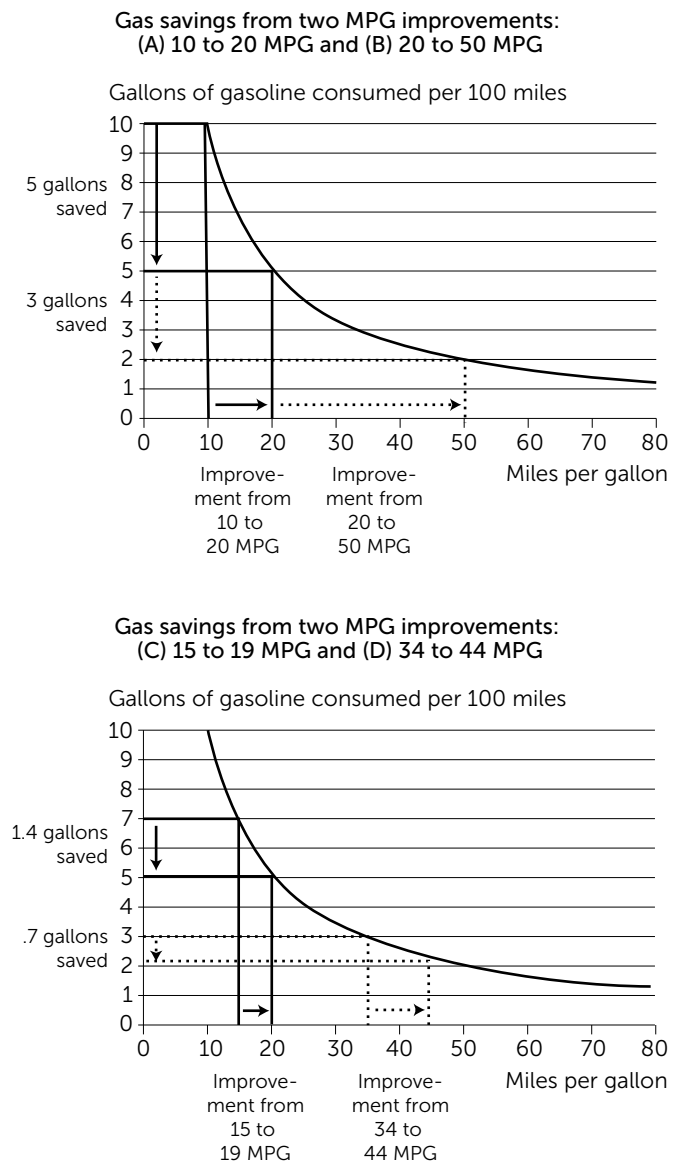 Gas savings from two MPG improvements:
(A) 10 to 20 MPG and (B) 20 to 50 MPG
Gallons of gasoline consumed per 100 miles
10
9
8
7
6
5
4
3
2
1
0
5 gallons
saved
3 gallons
saved
0 10 20 30 40 50 60 70 80
Miles per gallon
Improve-
ment from
10 to
20 MPG
Improve-
ment from
20 to
50 MPG
Gas savings from two MPG improvements:
(C) 15 to 19 MPG and (D) 34 to 44 MPG
Gallons of gasoline consumed per 100 miles
10
9
8
7
6
5
4
3
2
1
0
1.4 gallons
saved
.7 gallons
saved
0 10 20 30 40 50 60 70 80
Miles per gallon
Improve-
ment from
15 to
19 MPG
Improve-
ment from
34 to
44 MPG